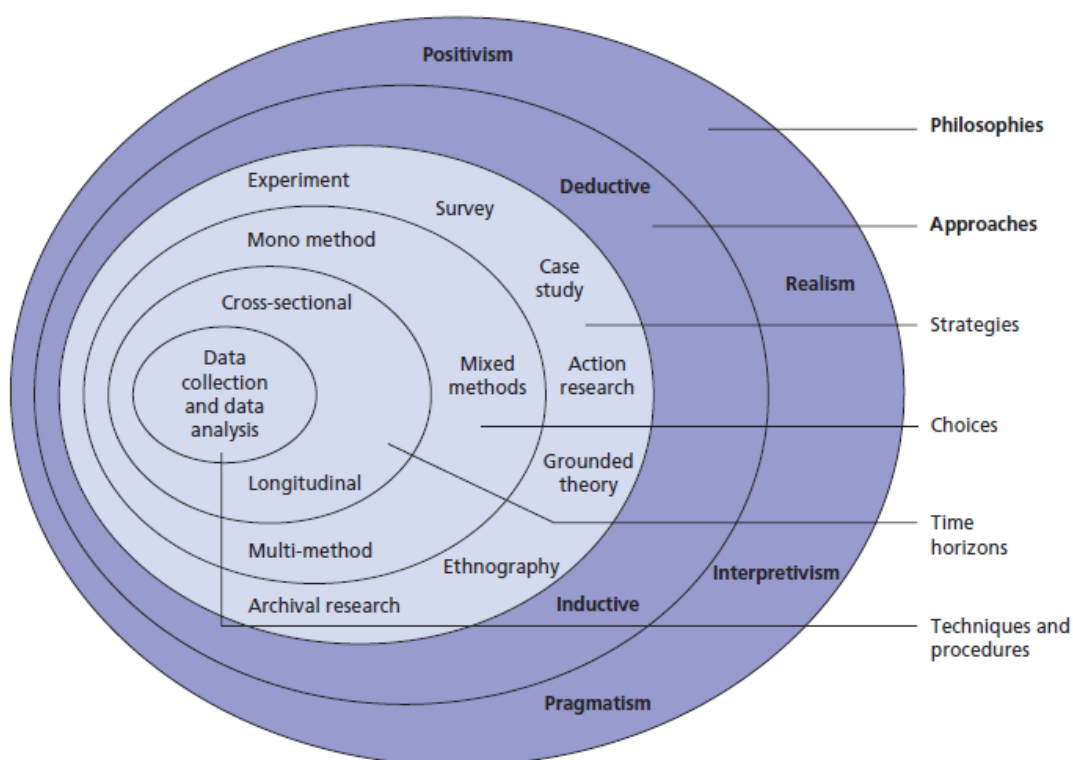 Positivism
Philosophies
Experiment
Deductive
Survey
Approaches
Mono method
Case
study
Realism
Cross-sectional
Strategies
Data
collection
and data
analysis
Mixed
methods
Action
research
Choices
Longitudinal
Grounded
theory
Time
horizons
Multi-method
Ethnography
Interpretivism
Archival research
Inductive
Techniques and
procedures
Pragmatism